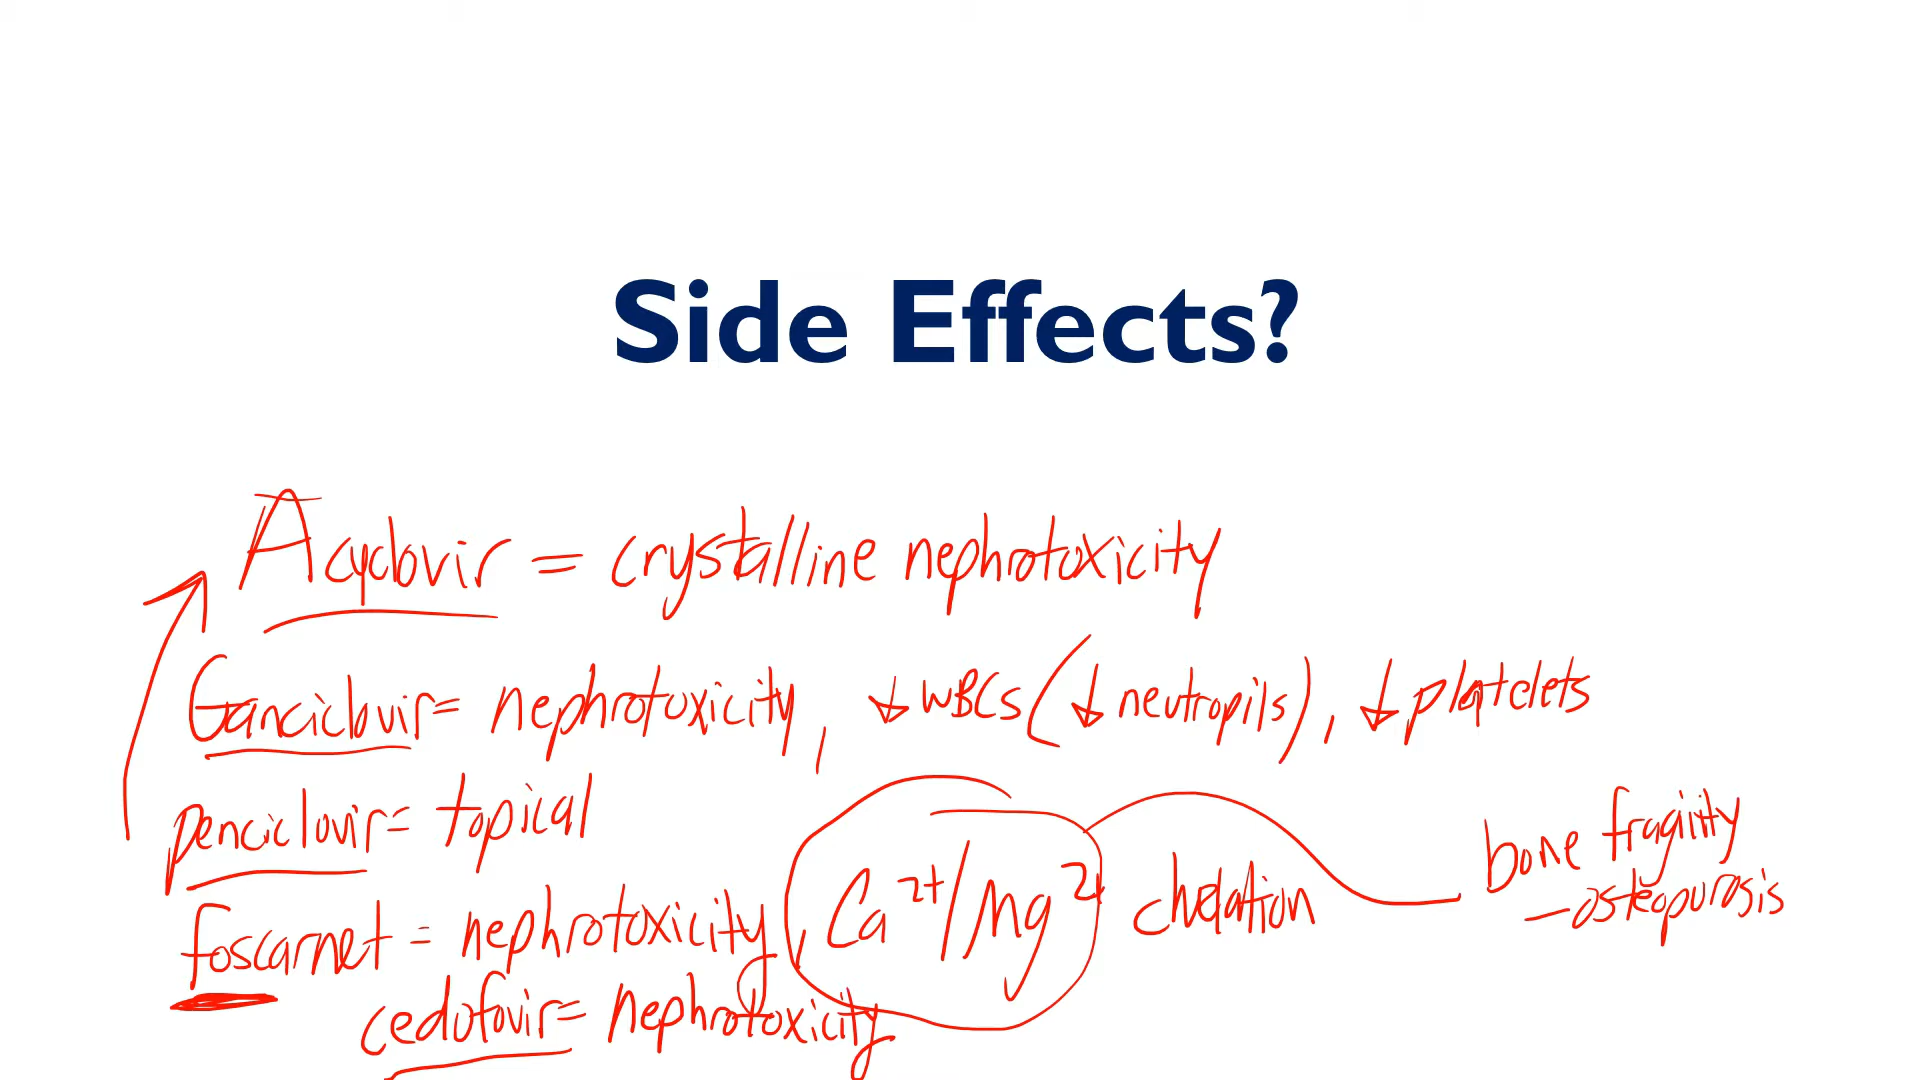 Side Effects?
Acyclovir = crystalline nephrotoxicity
Ganciclovir= nephrotoxicity, ↓ WBCs (↓ neutropils), ↓ platelets
penciclovir= topical
foscarnet = nephrotoxicity, Ca²⁺/Mg²⁺ chelation
bone fragility
—osteoporosis
cedofovir= nephrotoxicity